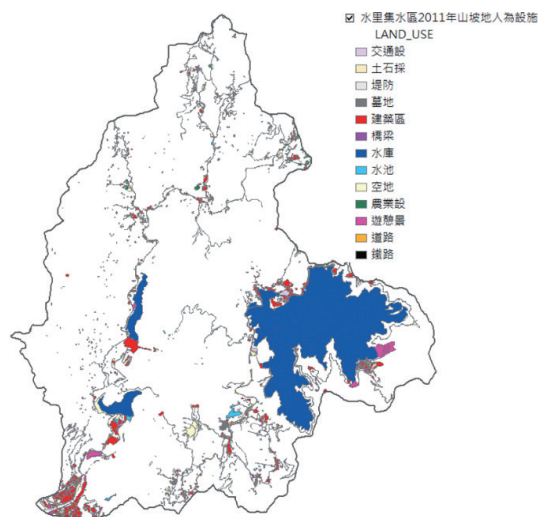 水里集水區2011年山坡地人為設施
LAND_USE
交通設
土石採
堤防
墓地
建築區
橋梁
水庫
水池
空地
農業設
遊憩景
道路
鐵路